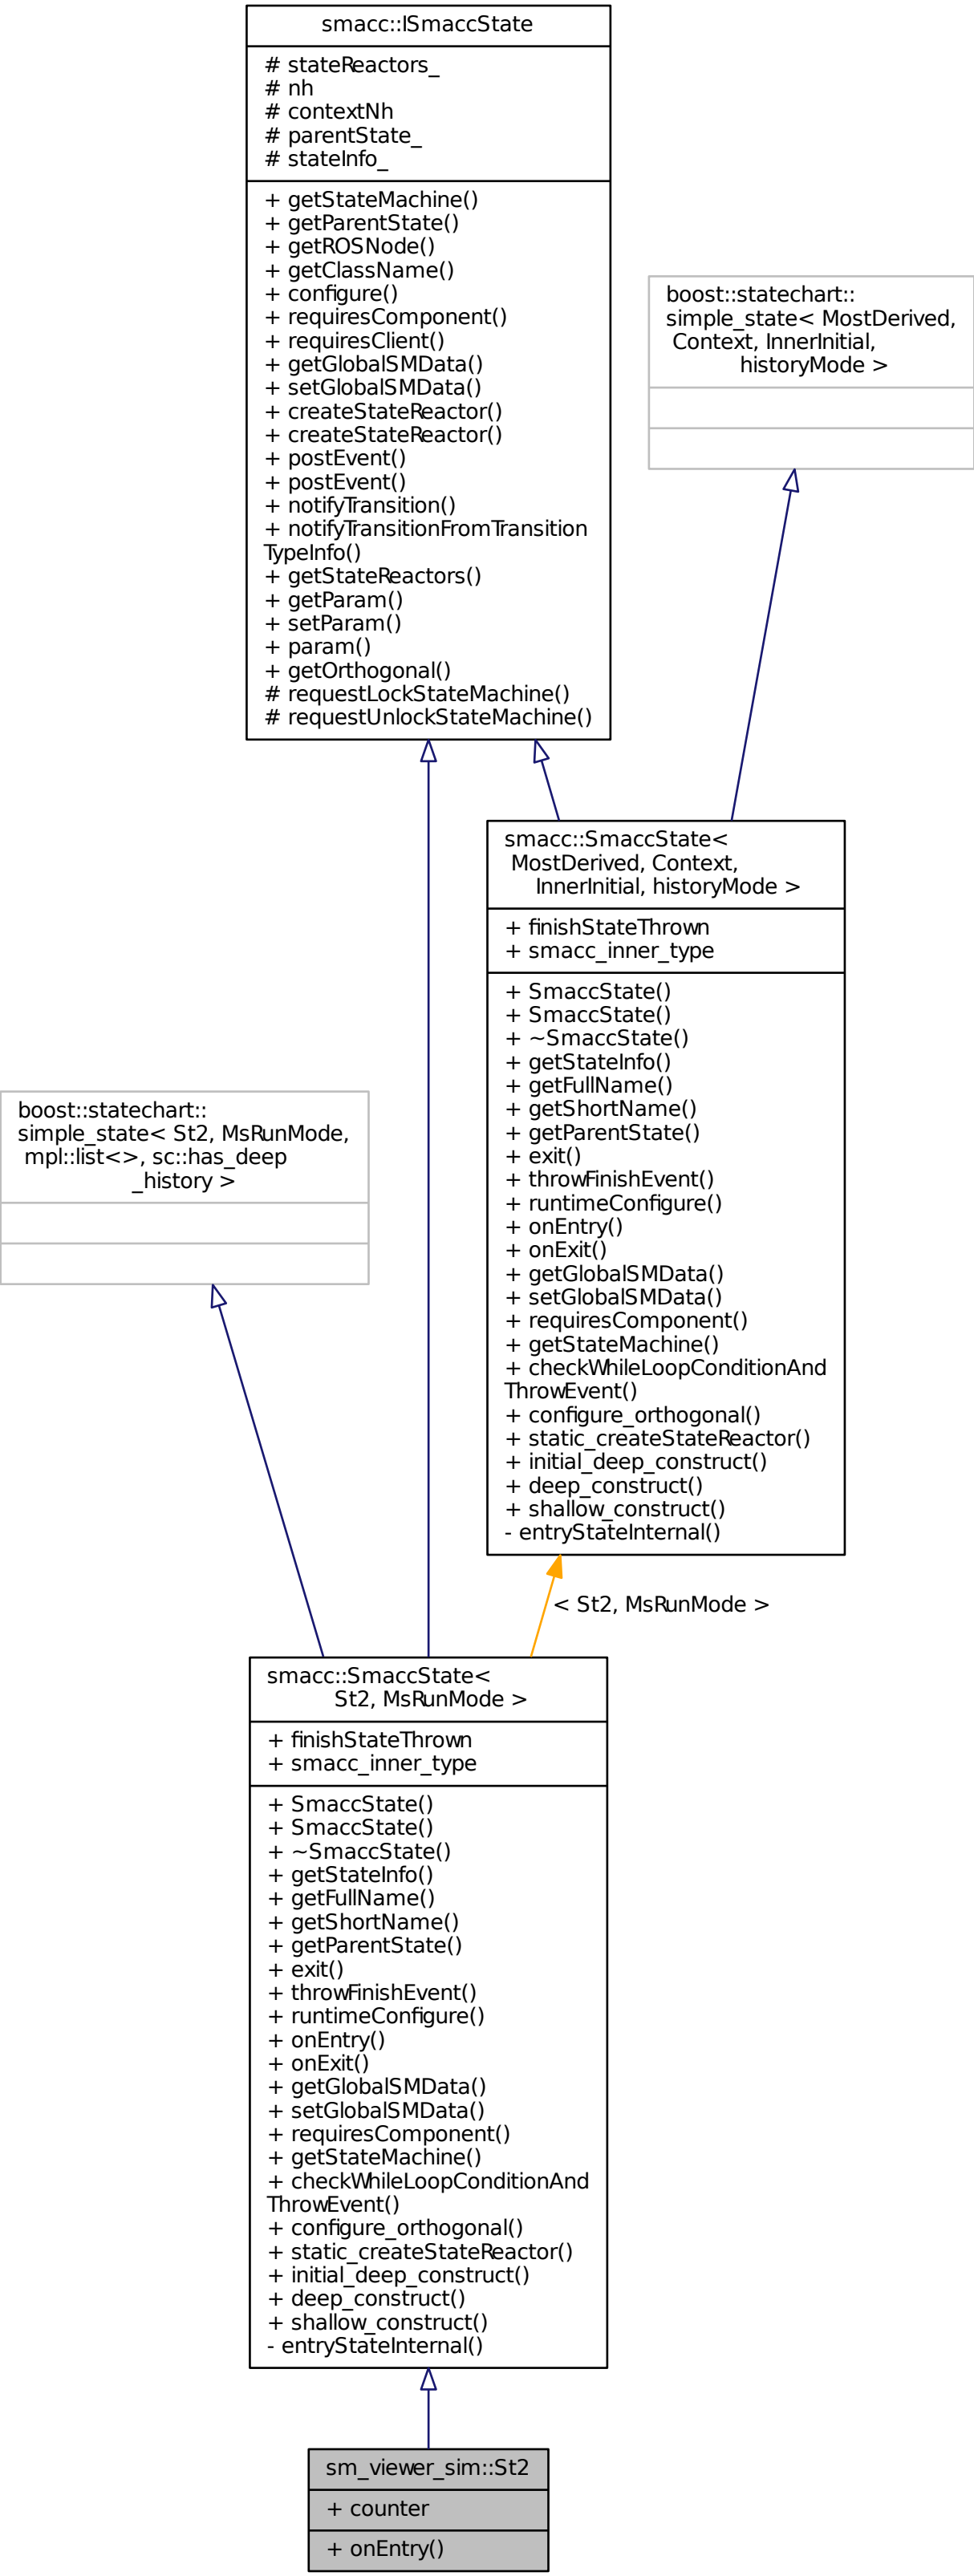 smacc::ISmaccState
# stateReactors_
# nh
# contextNh
# parentState_
# stateInfo_
+ getStateMachine()
+ getParentState()
+ getROSNode()
+ getClassName()
+ configure()
+ requiresComponent()
+ requiresClient()
+ getGlobalSMData()
+ setGlobalSMData()
+ createStateReactor()
+ createStateReactor()
+ postEvent()
+ postEvent()
+ notifyTransition()
+ notifyTransitionFromTransition
TypeInfo()
+ getStateReactors()
+ getParam()
+ setParam()
+ param()
+ getOrthogonal()
# requestLockStateMachine()
# requestUnlockStateMachine()
boost::statechart::
simple_state< MostDerived,
Context, InnerInitial,
historyMode >
smacc::SmaccState<
MostDerived, Context,
InnerInitial, historyMode >
+ finishStateThrown
+ smacc_inner_type
+ SmaccState()
+ SmaccState()
+ ~SmaccState()
+ getStateInfo()
+ getFullName()
+ getShortName()
+ getParentState()
+ exit()
+ throwFinishEvent()
+ runtimeConfigure()
+ onEntry()
+ onExit()
+ getGlobalSMData()
+ setGlobalSMData()
+ requiresComponent()
+ getStateMachine()
+ checkWhileLoopConditionAnd
ThrowEvent()
+ configure_orthogonal()
+ static_createStateReactor()
+ initial_deep_construct()
+ deep_construct()
+ shallow_construct()
- entryStateInternal()
boost::statechart::
simple_state< St2, MsRunMode,
mpl::list<>, sc::has_deep
_history >
< St2, MsRunMode >
smacc::SmaccState<
St2, MsRunMode >
+ finishStateThrown
+ smacc_inner_type
+ SmaccState()
+ SmaccState()
+ ~SmaccState()
+ getStateInfo()
+ getFullName()
+ getShortName()
+ getParentState()
+ exit()
+ throwFinishEvent()
+ runtimeConfigure()
+ onEntry()
+ onExit()
+ getGlobalSMData()
+ setGlobalSMData()
+ requiresComponent()
+ getStateMachine()
+ checkWhileLoopConditionAnd
ThrowEvent()
+ configure_orthogonal()
+ static_createStateReactor()
+ initial_deep_construct()
+ deep_construct()
+ shallow_construct()
- entryStateInternal()
sm_viewer_sim::St2
+ counter
+ onEntry()